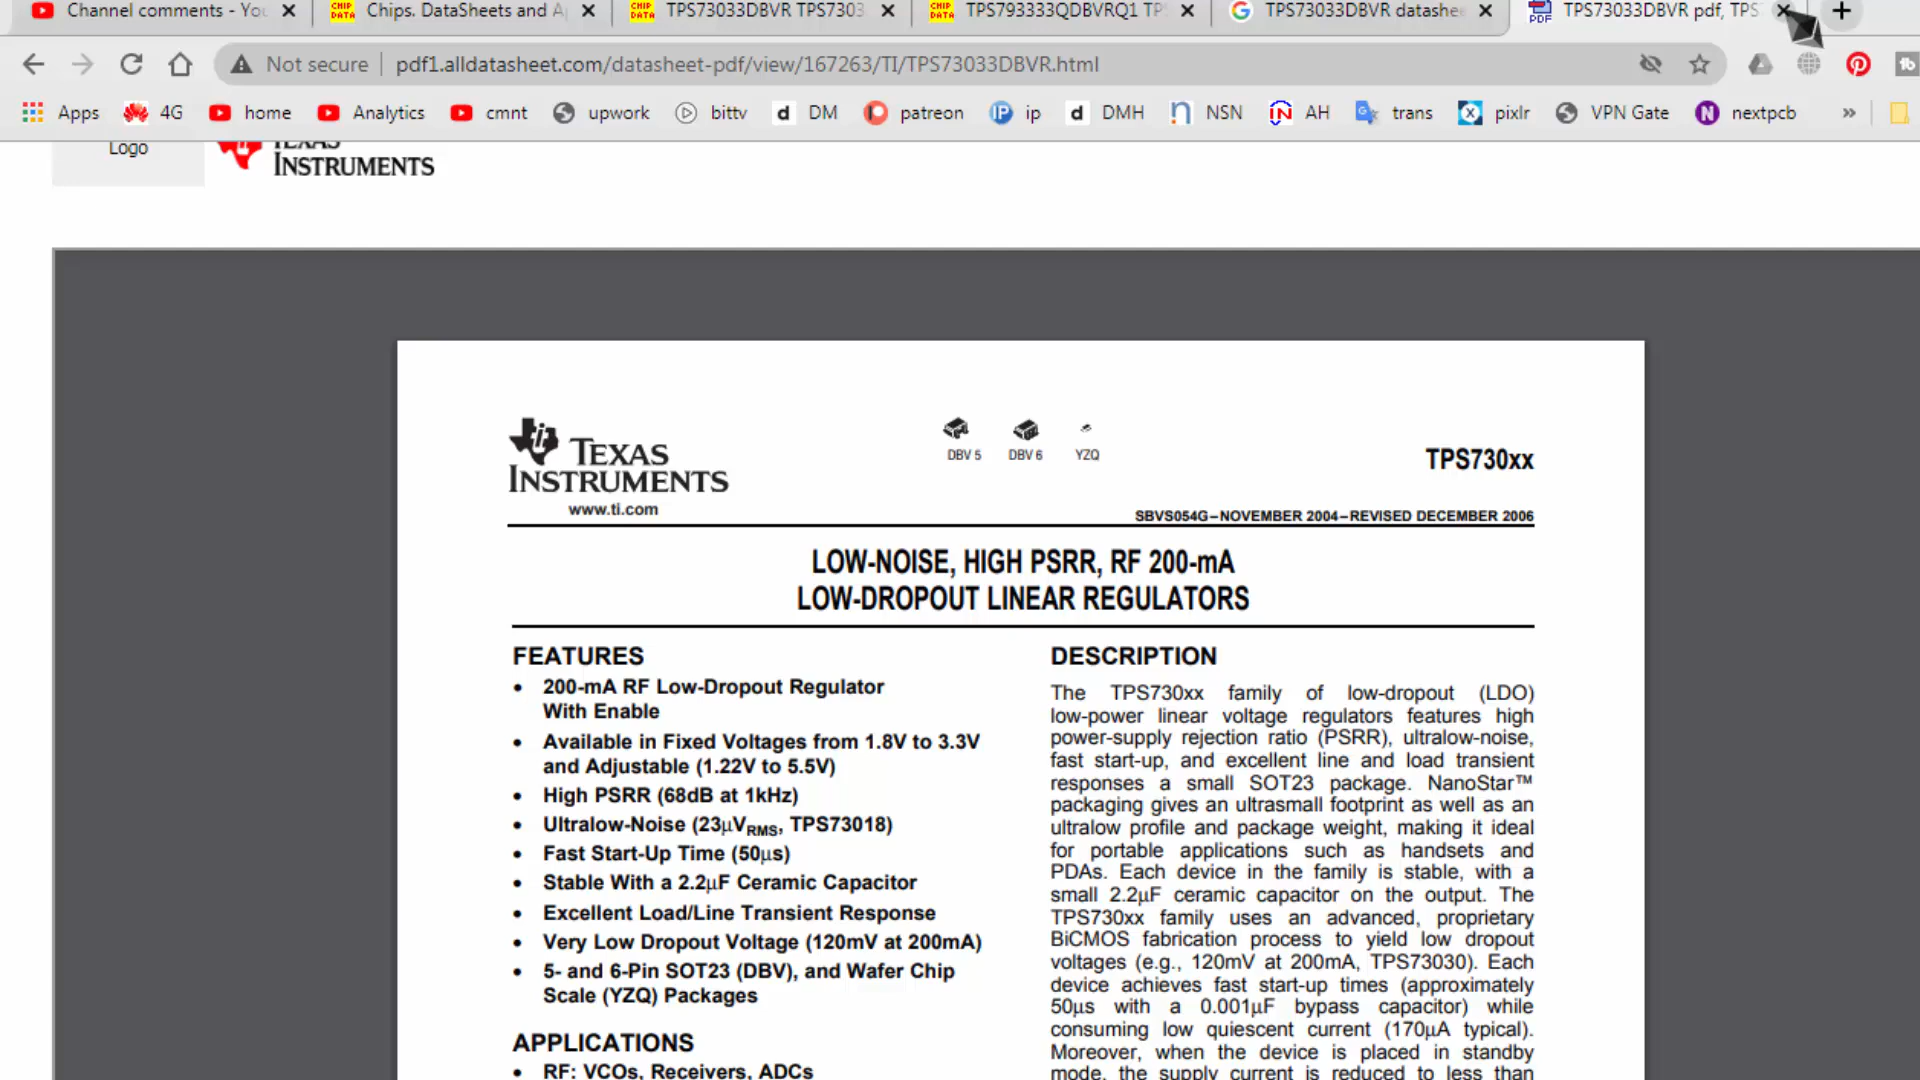 Channel comments - You
Chips. DataSheets and A
TPS73033DBVR TPS7303
TPS793333QDBVRQ1 TP
TPS73033DBVR datashe
TPS73033DBVR pdf, TPS
Not secure
pdf1.alldatasheet.com/datasheet-pdf/view/167263/TI/TPS73033DBVR.html
Apps
4G
home
Analytics
cmnt
upwork
bittv
DM
patreon
ip
DMH
NSN
AH
trans
pixlr
VPN Gate
nextpcb
»
Logo
TEXAS
INSTRUMENTS
TEXAS
INSTRUMENTS
www.ti.com
DBV 5
DBV 6
YZQ
TPS730xx
SBVS054G–NOVEMBER 2004–REVISED DECEMBER 2006
LOW-NOISE, HIGH PSRR, RF 200-mA
LOW-DROPOUT LINEAR REGULATORS
FEATURES
• 200-mA RF Low-Dropout Regulator
With Enable
• Available in Fixed Voltages from 1.8V to 3.3V
and Adjustable (1.22V to 5.5V)
• High PSRR (68dB at 1kHz)
• Ultralow-Noise (23μVRMS, TPS73018)
• Fast Start-Up Time (50μs)
• Stable With a 2.2μF Ceramic Capacitor
• Excellent Load/Line Transient Response
• Very Low Dropout Voltage (120mV at 200mA)
• 5- and 6-Pin SOT23 (DBV), and Wafer Chip
Scale (YZQ) Packages
APPLICATIONS
• RF: VCOs, Receivers, ADCs
DESCRIPTION
The TPS730xx family of low-dropout (LDO)
low-power linear voltage regulators features high
power-supply rejection ratio (PSRR), ultralow-noise,
fast start-up, and excellent line and load transient
responses a small SOT23 package. NanoStar™
packaging gives an ultrasmall footprint as well as an
ultralow profile and package weight, making it ideal
for portable applications such as handsets and
PDAs. Each device in the family is stable, with a
small 2.2μF ceramic capacitor on the output. The
TPS730xx family uses an advanced, proprietary
BiCMOS fabrication process to yield low dropout
voltages (e.g., 120mV at 200mA, TPS73030). Each
device achieves fast start-up times (approximately
50μs with a 0.001μF bypass capacitor) while
consuming low quiescent current (170μA typical).
Moreover, when the device is placed in standby
mode, the supply current is reduced to less than